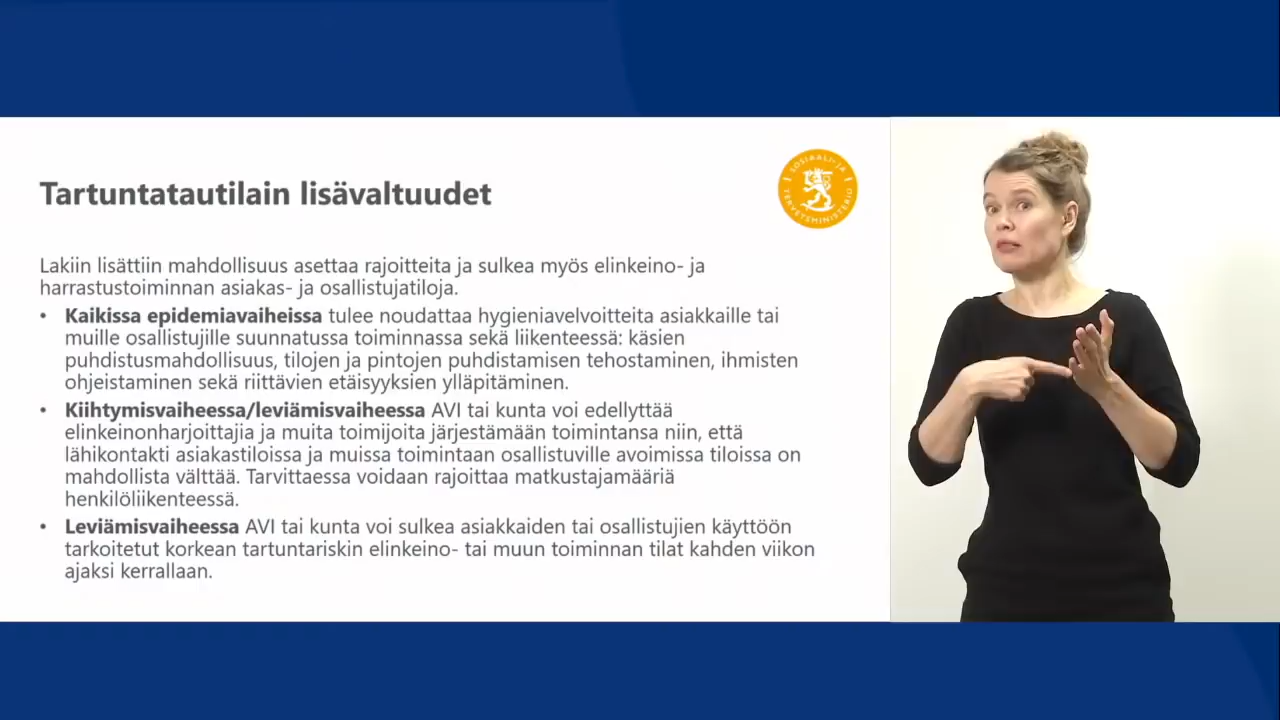 Tartuntatautilain lisävaltuudet
SOSIAALI- JA
TERVEYSMINISTERIÖ
Lakiin lisättiin mahdollisuus asettaa rajoitteita ja sulkea myös elinkeino- ja
harrastustoiminnan asiakas- ja osallistujatiloja.
• Kaikissa epidemiavaiheissa tulee noudattaa hygieniavelvoitteita asiakkaille tai
muille osallistujille suunnatussa toiminnassa sekä liikenteessä: käsien
puhdistusmahdollisuus, tilojen ja pintojen puhdistamisen tehostaminen, ihmisten
ohjeistaminen sekä riittävien etäisyyksien ylläpitäminen.
• Kiihtymisvaiheessa/leviämisvaiheessa AVI tai kunta voi edellyttää
elinkeinonharjoittajia ja muita toimijoita järjestämään toimintansa niin, että
lähikontakti asiakastiloissa ja muissa toimintaan osallistuville avoimissa tiloissa on
mahdollista välttää. Tarvittaessa voidaan rajoittaa matkustajamääriä
henkilöliikenteessä.
• Leviämisvaiheessa AVI tai kunta voi sulkea asiakkaiden tai osallistujien käyttöön
tarkoitetut korkean tartuntariskin elinkeino- tai muun toiminnan tilat kahden viikon
ajaksi kerrallaan.